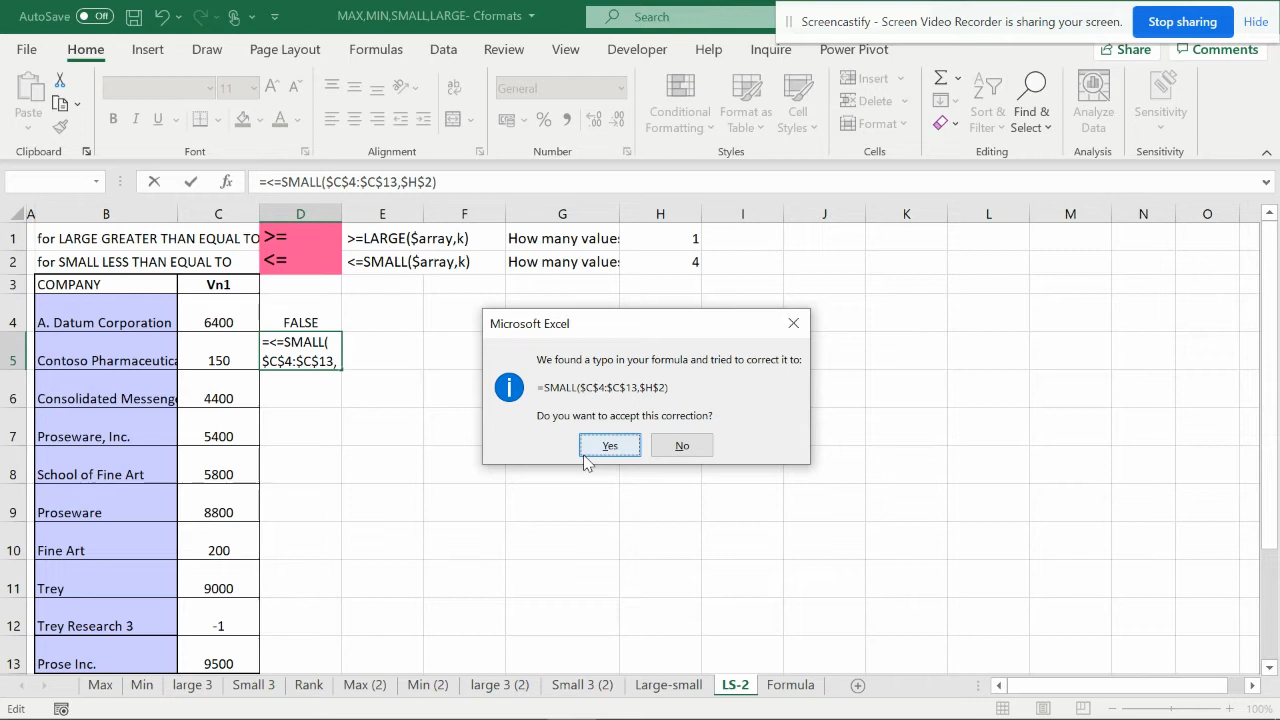 AutoSave Off MAX,MIN,SMALL,LARGE- Cformats Search Screencastify - Screen Video Recorder is sharing your screen. Stop sharing Hide
File Home Insert Draw Page Layout Formulas Data Review View Developer Help Inquire Power Pivot Share Comments
Paste 11 General Conditional Formatting Format as Table Cell Styles Insert Delete Format Sort & Filter Find & Select Analyze Data Sensitivity
B I U
Clipboard Font Alignment Number Styles Cells Editing Analysis Sensitivity
fx =<=SMALL($C$4:$C$13,$H$2)
A B C D E F G H I J K L M N O
1 for LARGE GREATER THAN EQUAL TO >= >=LARGE($array,k) How many values 1
2 for SMALL LESS THAN EQUAL TO <= <=SMALL($array,k) How many values 4
3 COMPANY Vn1
4 A. Datum Corporation 6400 FALSE
5 Contoso Pharmaceutica 150 =<=SMALL(
$C$4:$C$13,
6 Consolidated Messenge 4400
7 Proseware, Inc. 5400
8 School of Fine Art 5800
9 Proseware 8800
10 Fine Art 200
11 Trey 9000
12 Trey Research 3 -1
13 Prose Inc. 9500
Microsoft Excel
We found a typo in your formula and tried to correct it to:
=SMALL($C$4:$C$13,$H$2)
Do you want to accept this correction?
Yes No
Max Min large 3 Small 3 Rank Max (2) Min (2) large 3 (2) Small 3 (2) Large-small LS-2 Formula
Edit 100%